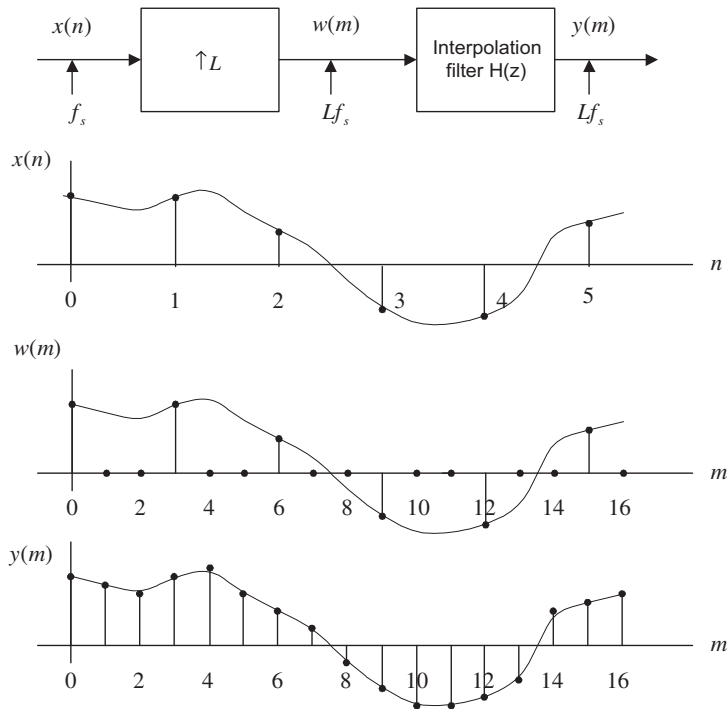 x(n) w(m) y(m)
↑L
Interpolation
filter H(z)
f_s Lf_s Lf_s
x(n)
n
0 1 2 3 4 5
w(m)
m
0 2 4 6 8 10 12 14 16
y(m)
m
0 2 4 6 8 10 12 14 16